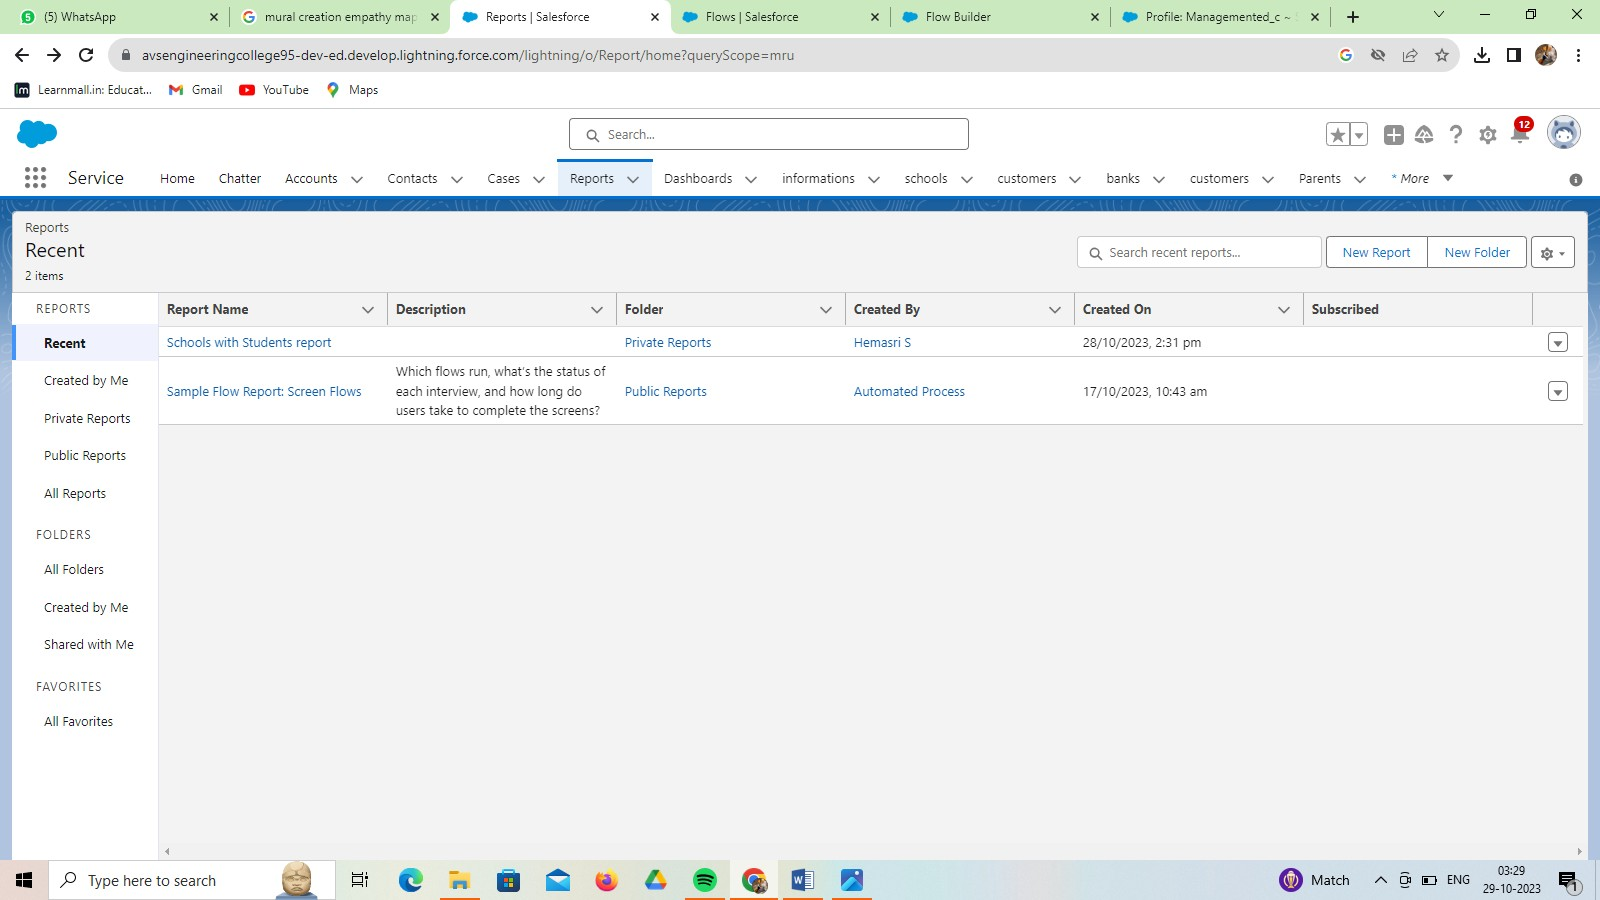 (5) WhatsApp
mural creation empathy map
Reports | Salesforce
Flows | Salesforce
Flow Builder
Profile: Managemented_c ~
avsengineeringcollege95-dev-ed.develop.lightning.force.com/lightning/o/Report/home?queryScope=mru
lm Learnmall.in: Educat...
Gmail
YouTube
Maps
Search...
12
Service
Home
Chatter
Accounts
Contacts
Cases
Reports
Dashboards
informations
schools
customers
banks
customers
Parents
* More
Reports
Recent
2 items
Search recent reports...
New Report
New Folder
REPORTS
Recent
Created by Me
Private Reports
Public Reports
All Reports
FOLDERS
All Folders
Created by Me
Shared with Me
FAVORITES
All Favorites
Report Name
Description
Folder
Created By
Created On
Subscribed
Schools with Students report
Private Reports
Hemasri S
28/10/2023, 2:31 pm
Sample Flow Report: Screen Flows
Which flows run, what's the status of
each interview, and how long do
users take to complete the screens?
Public Reports
Automated Process
17/10/2023, 10:43 am
Type here to search
Match
ENG
03:29
29-10-2023
1